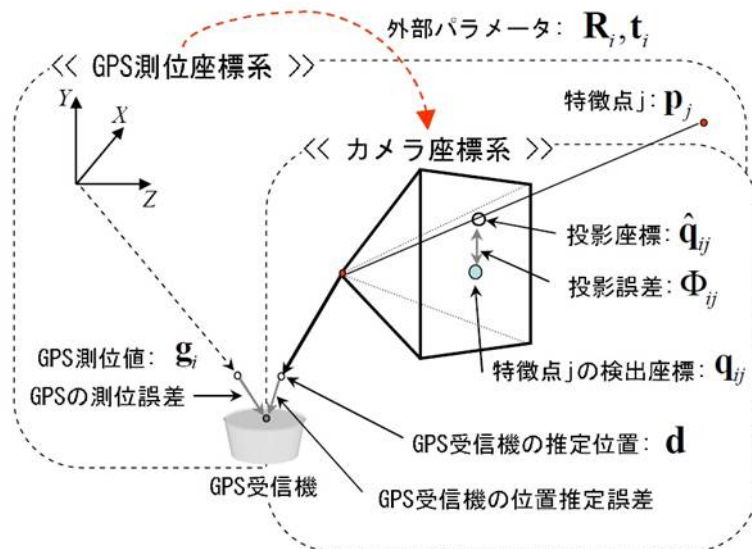 外部パラメータ: R_i, t_i
<< GPS測位座標系 >>
特徴点j: p_j
Y
X
Z
<< カメラ座標系 >>
投影座標: q̂_ij
投影誤差: Φ_ij
GPS測位値: g_i
GPSの測位誤差
特徴点jの検出座標: q_ij
GPS受信機の推定位置: d
GPS受信機
GPS受信機の位置推定誤差